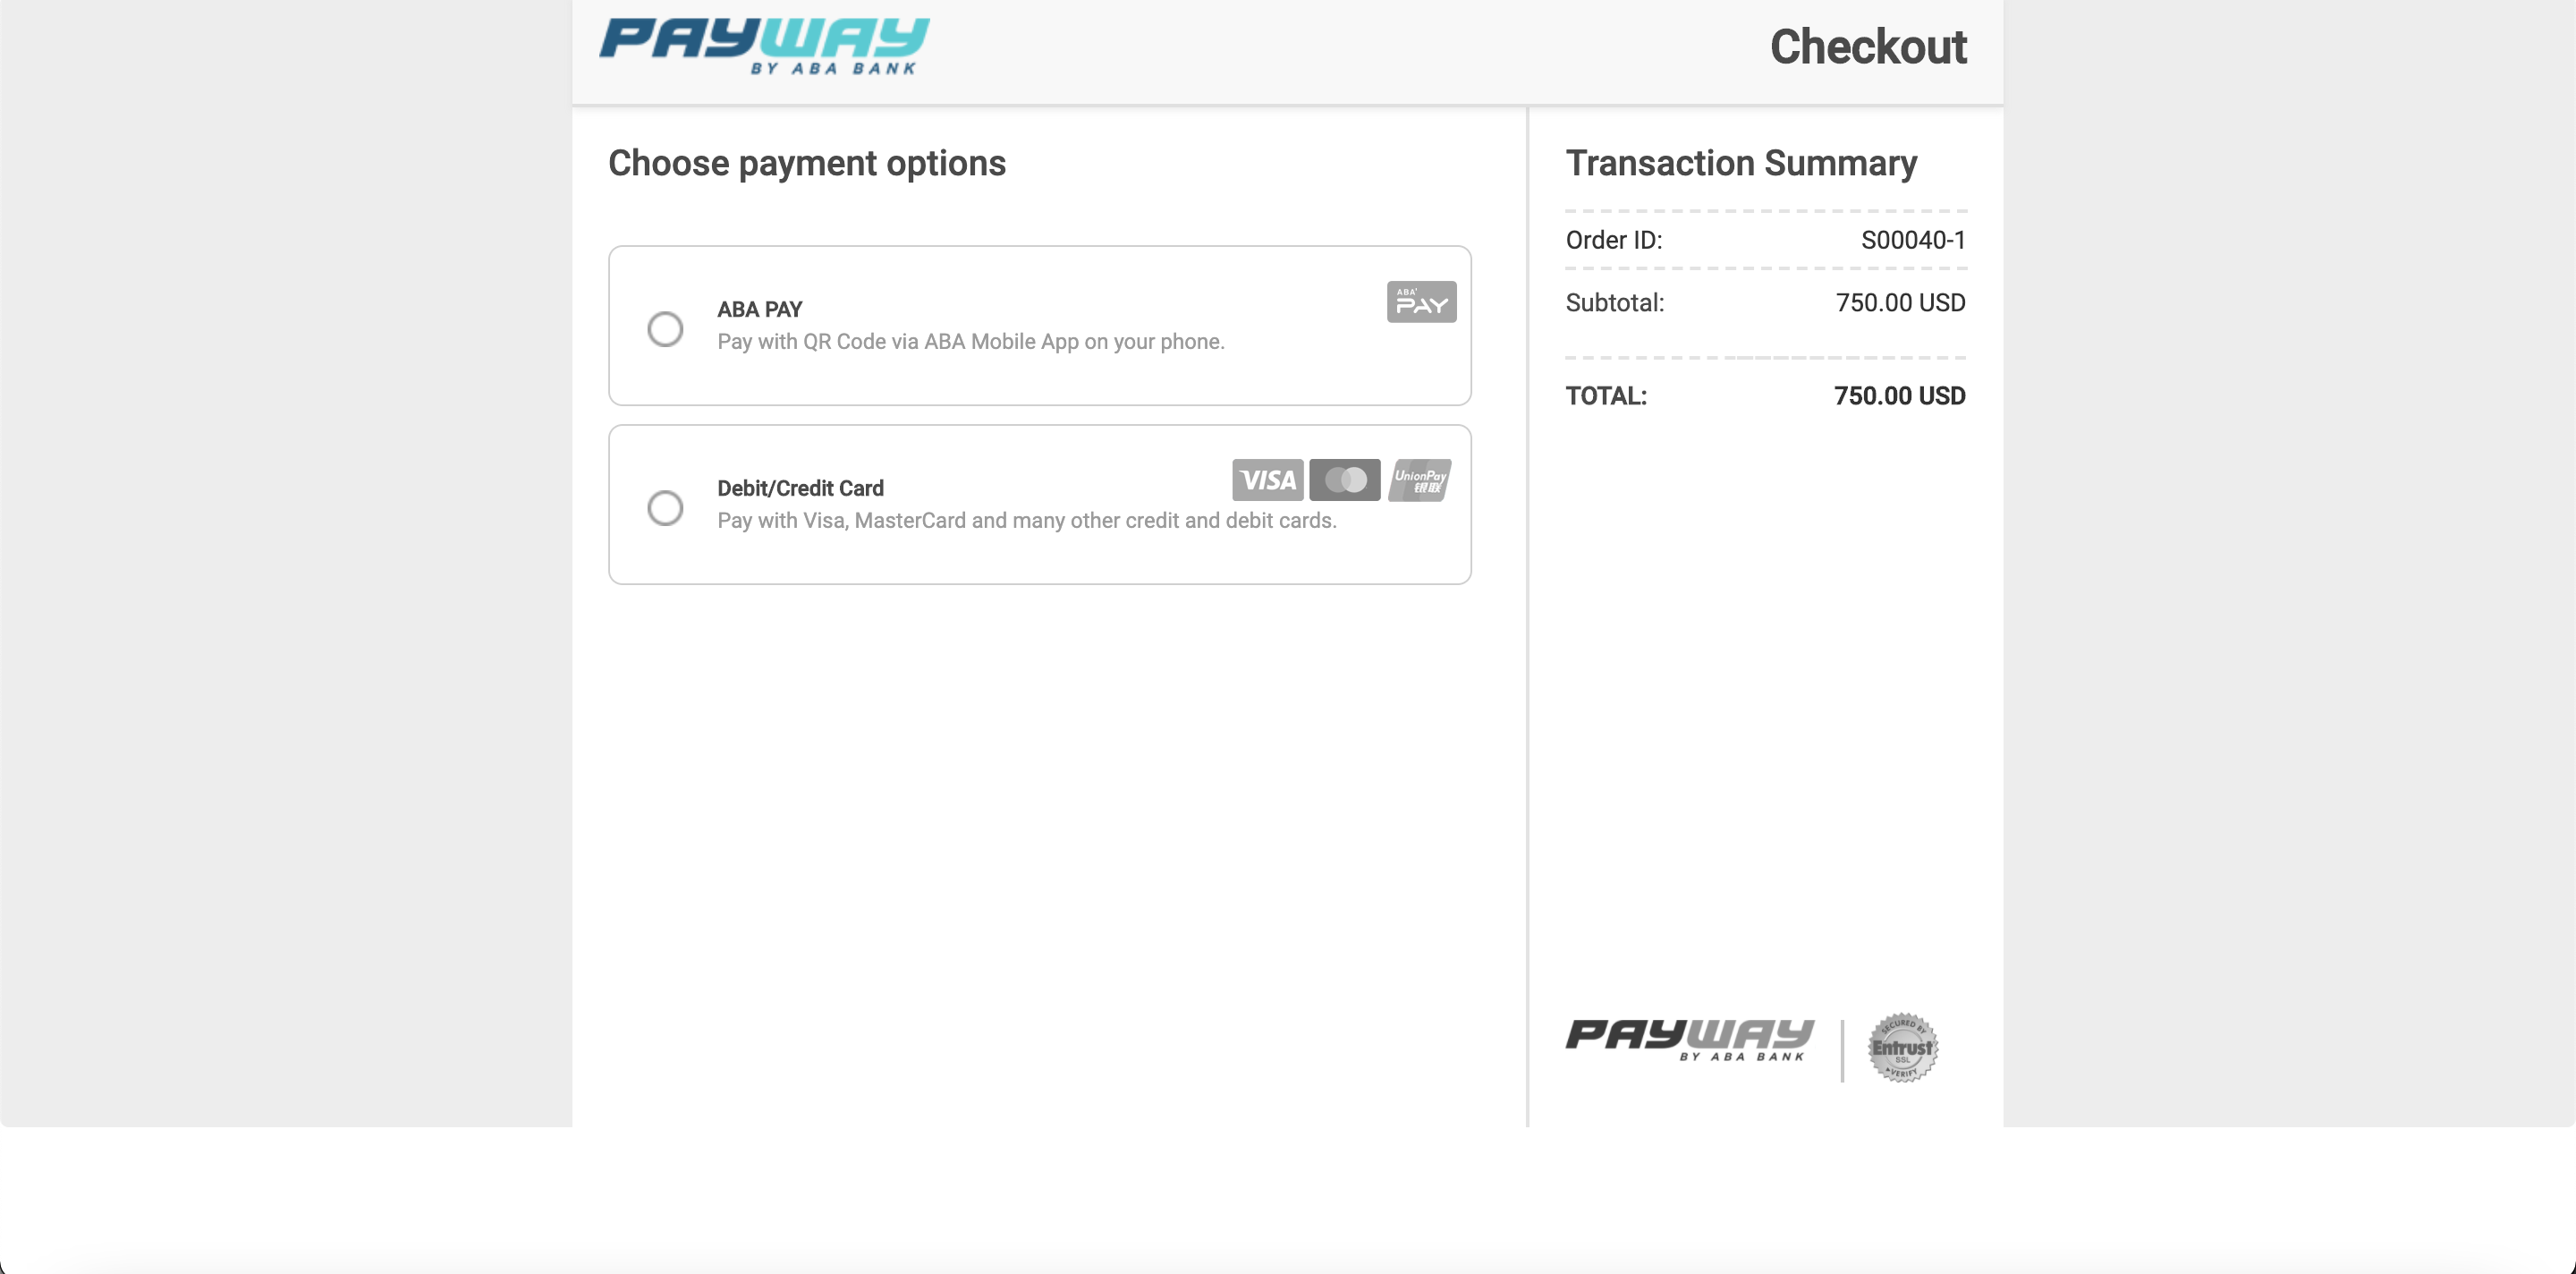 PAYWAY
BY ABA BANK
Checkout
Choose payment options
ABA PAY
Pay with QR Code via ABA Mobile App on your phone.
ABA'
PAY
Debit/Credit Card
Pay with Visa, MasterCard and many other credit and debit cards.
VISA
UnionPay
银联
Transaction Summary
Order ID: S00040-1
Subtotal: 750.00 USD
TOTAL: 750.00 USD
PAYWAY
BY ABA BANK
SECURED BY
Entrust
SSL
VERIFY